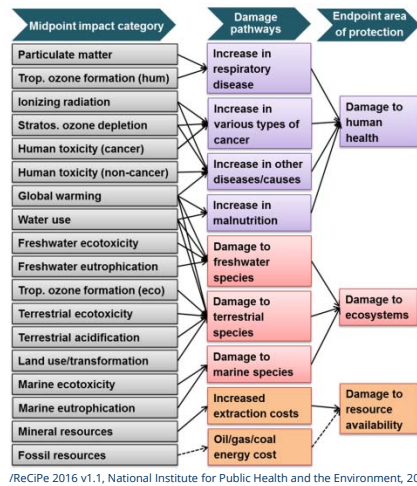 Midpoint impact category
Damage
pathways
Endpoint area
of protection
Particulate matter
Trop. ozone formation (hum)
Ionizing radiation
Stratos. ozone depletion
Human toxicity (cancer)
Human toxicity (non-cancer)
Global warming
Water use
Freshwater ecotoxicity
Freshwater eutrophication
Trop. ozone formation (eco)
Terrestrial ecotoxicity
Terrestrial acidification
Land use/transformation
Marine ecotoxicity
Marine eutrophication
Mineral resources
Fossil resources
Increase in
respiratory
disease
Increase in
various types of
cancer
Increase in other
diseases/causes
Increase in
malnutrition
Damage to
freshwater
species
Damage to
terrestrial
species
Damage to
marine species
Increased
extraction costs
Oil/gas/coal
energy cost
Damage to
human
health
Damage to
ecosystems
Damage to
resource
availability
/ReCiPe 2016 v1.1, National Institute for Public Health and the Environment,